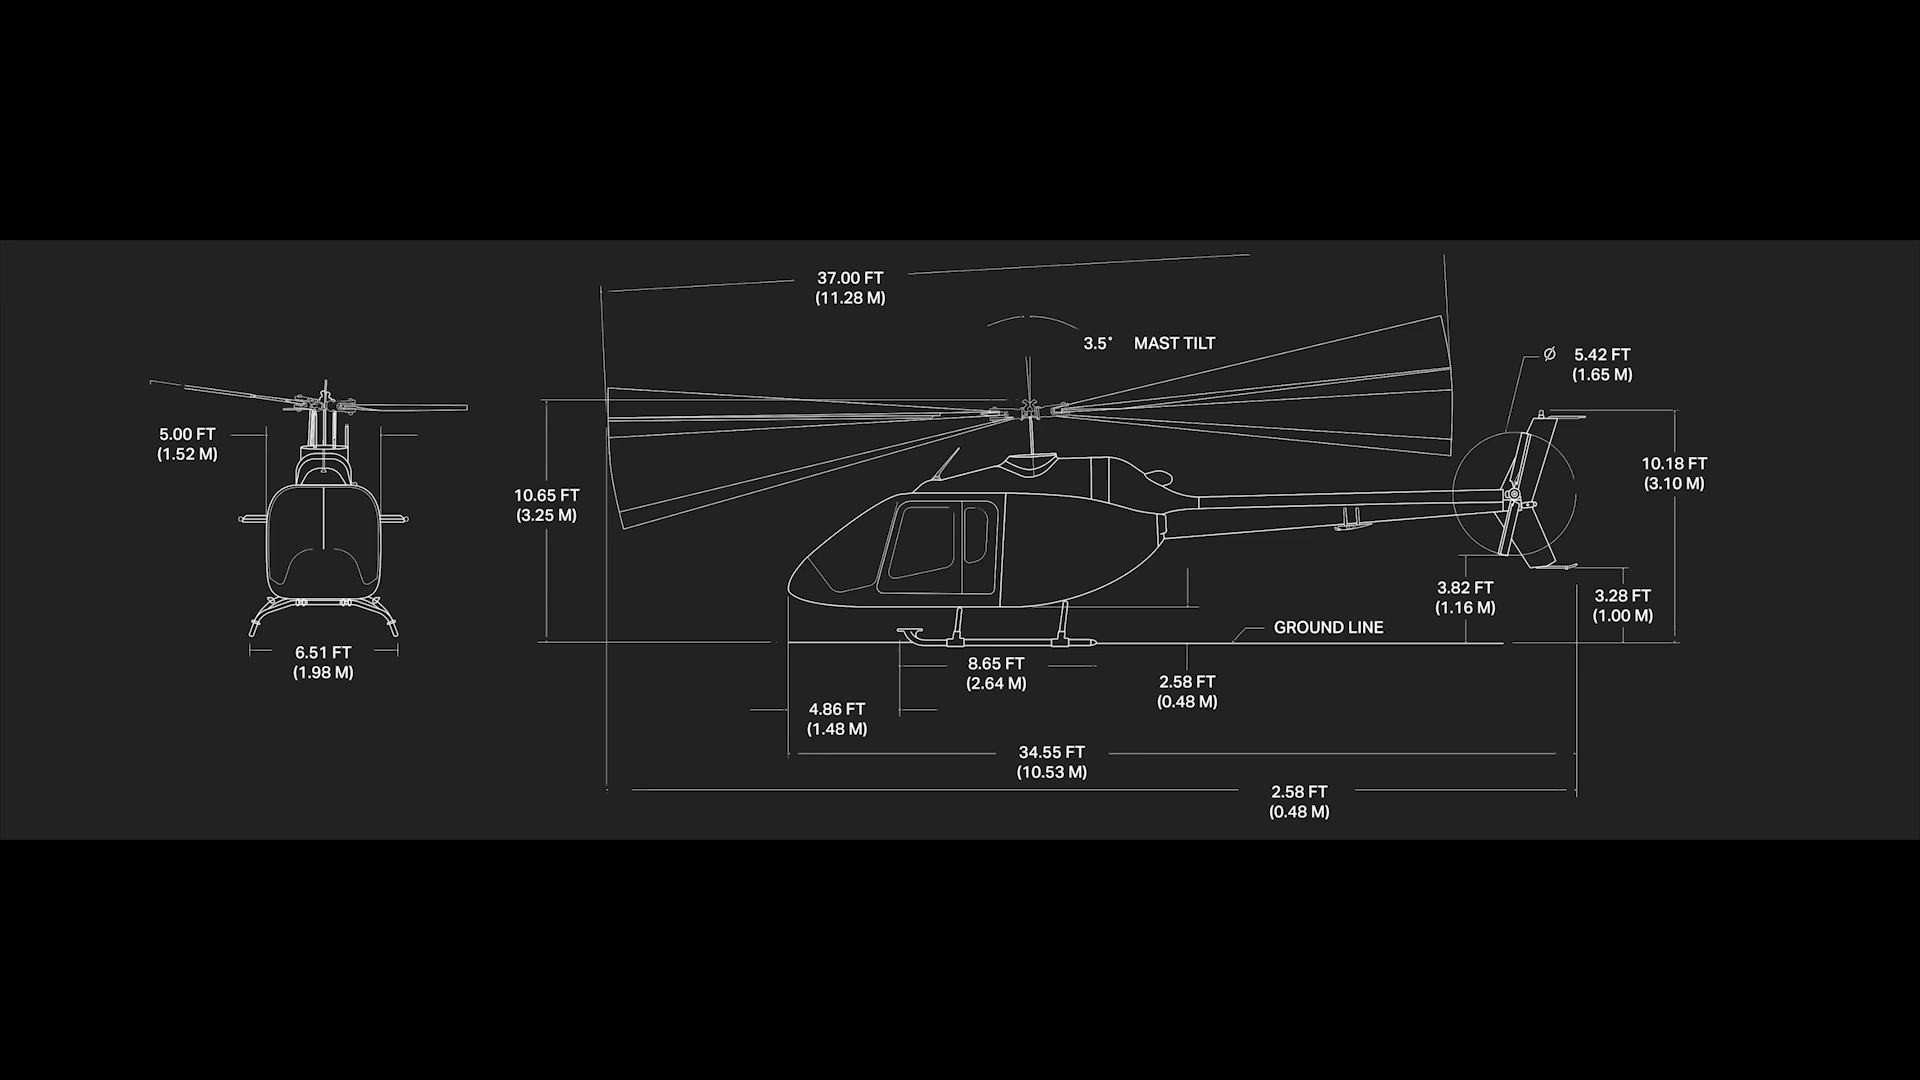 37.00 FT
(11.28 M)
3.5° MAST TILT
Ø 5.42 FT
(1.65 M)
5.00 FT
(1.52 M)
10.65 FT
(3.25 M)
10.18 FT
(3.10 M)
3.82 FT
(1.16 M)
3.28 FT
(1.00 M)
GROUND LINE
6.51 FT
(1.98 M)
8.65 FT
(2.64 M)
2.58 FT
(0.48 M)
4.86 FT
(1.48 M)
34.55 FT
(10.53 M)
2.58 FT
(0.48 M)